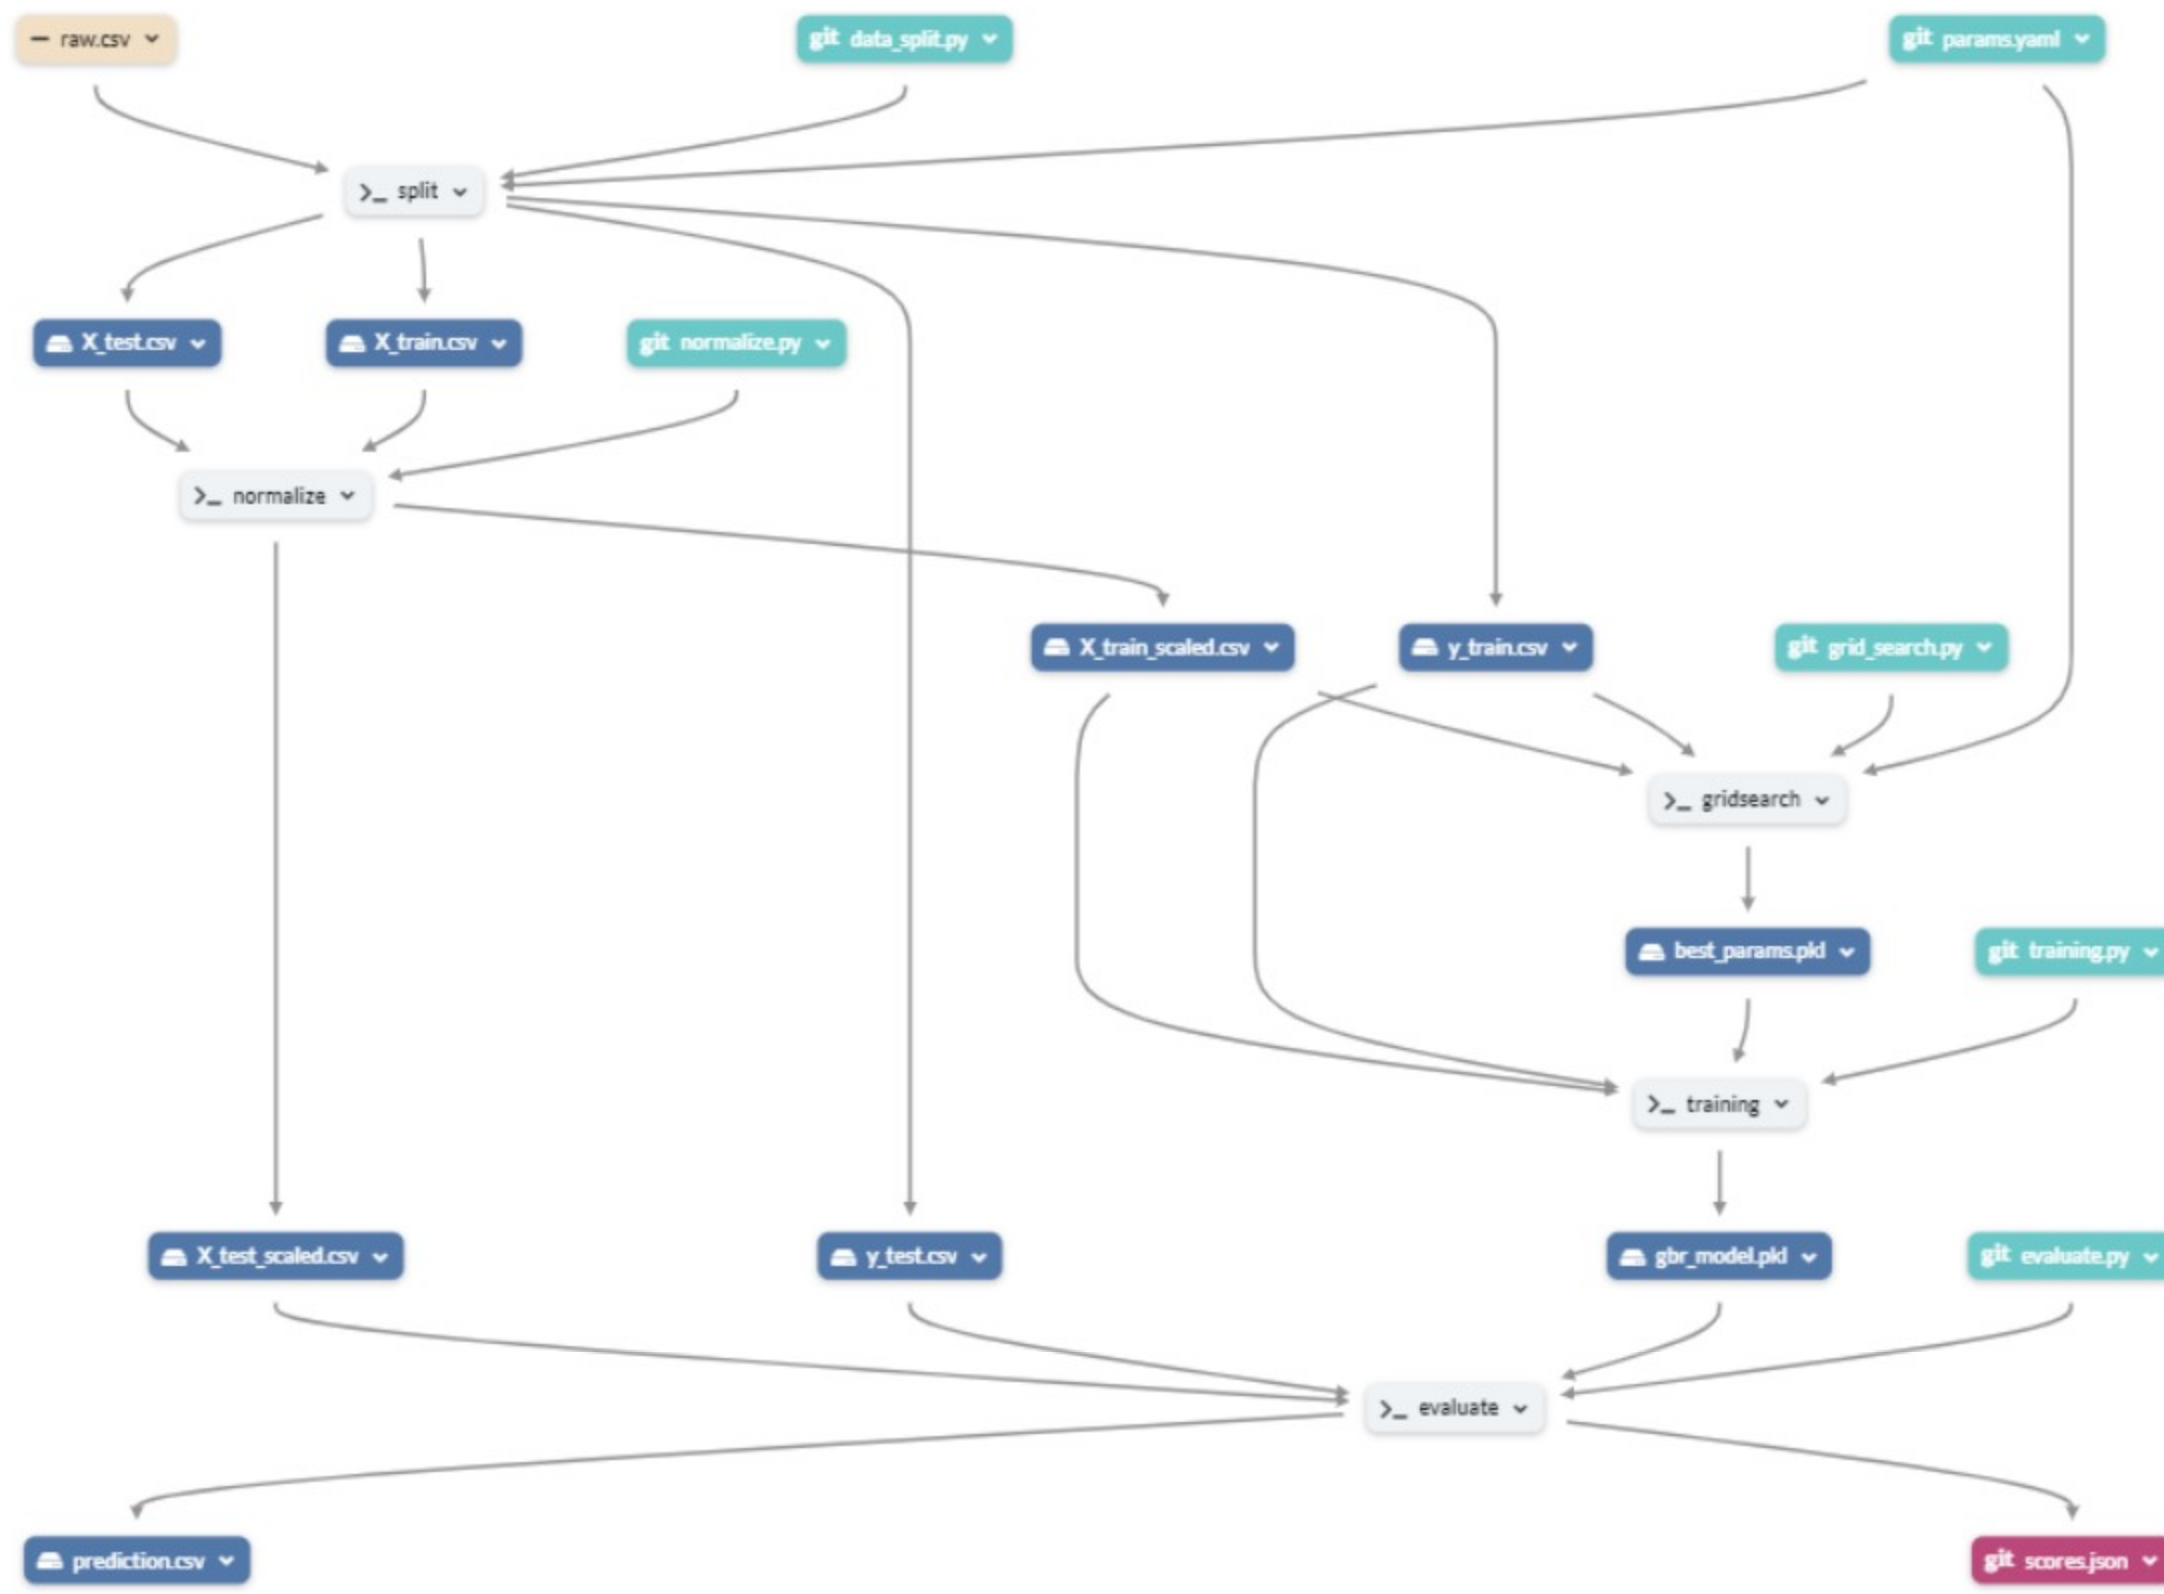 raw.csv
git data_split.py
git params.yaml
>_ split
X_test.csv
X_train.csv
git normalize.py
>_ normalize
X_train_scaled.csv
y_train.csv
git grid_search.py
>_ gridsearch
best_params.pkl
git training.py
>_ training
X_test_scaled.csv
y_test.csv
gbr_model.pkl
git evaluate.py
>_ evaluate
prediction.csv
git scores.json